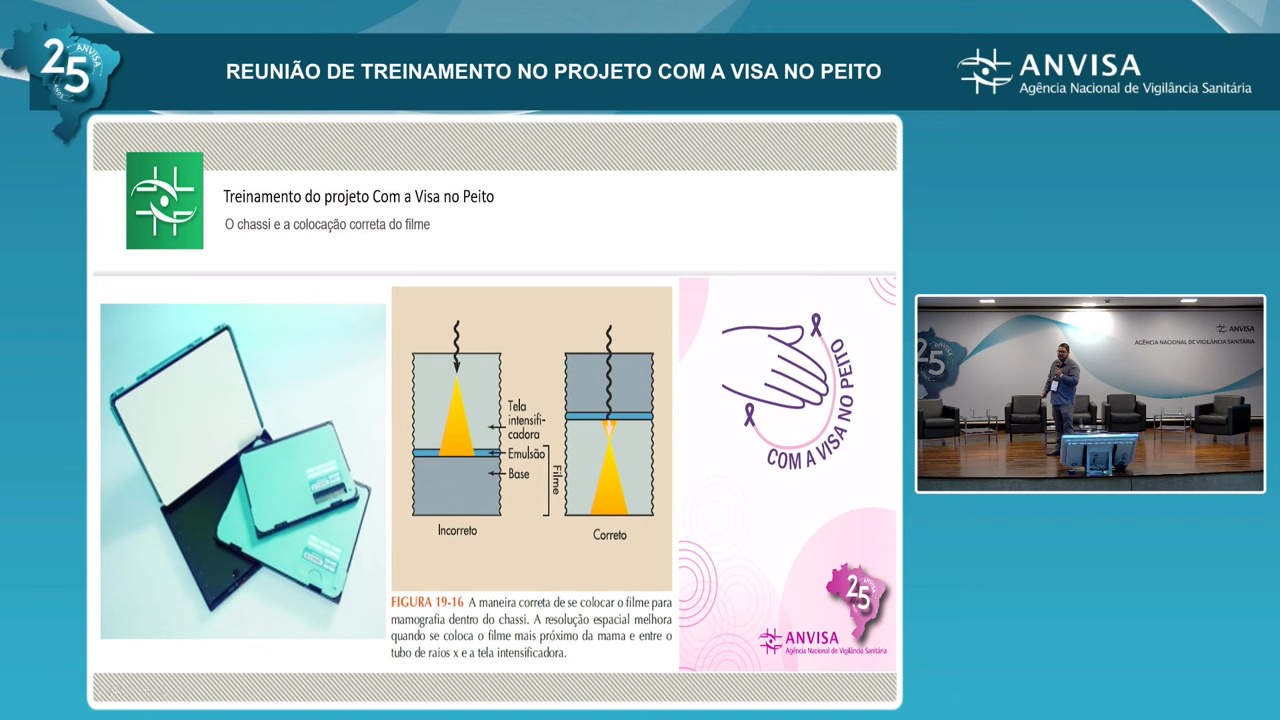 25
ANVISA
ANOS
REUNIÃO DE TREINAMENTO NO PROJETO COM A VISA NO PEITO
ANVISA
Agência Nacional de Vigilância Sanitária
Treinamento do projeto Com a Visa no Peito
O chassi e a colocação correta do filme
Tela
intensifi-
cadora
Emulsão
Base
Filme
Incorreto
Correto
FIGURA 19-16 A maneira correta de se colocar o filme para
mamografia dentro do chassi. A resolução espacial melhora
quando se coloca o filme mais próximo da mama e entre o
tubo de raios x e a tela intensificadora.
COM A VISA NO PEITO
25
ANVISA
Agência Nacional de Vigilância Sanitária
25
ANVISA
AGÊNCIA NACIONAL DE VIGILÂNCIA SANITÁRIA